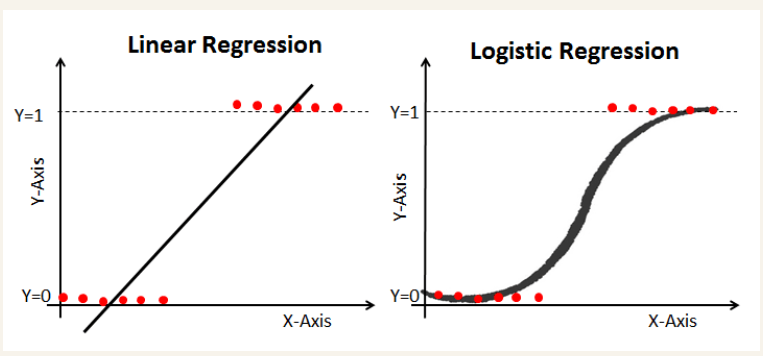 Linear Regression
Y=1
Y-Axis
Y=0
X-Axis
Logistic Regression
Y=1
Y-Axis
Y=0
X-Axis